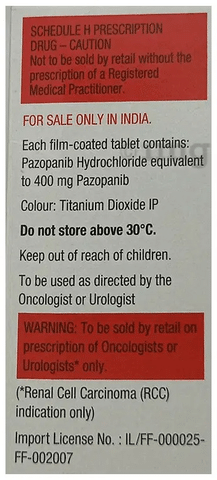 SCHEDULE H PRESCRIPTION
DRUG – CAUTION
Not to be sold by retail without the
prescription of a Registered
Medical Practitioner.
FOR SALE ONLY IN INDIA.
Each film-coated tablet contains:
Pazopanib Hydrochloride equivalent
to 400 mg Pazopanib
Colour: Titanium Dioxide IP
Do not store above 30°C.
Keep out of reach of children.
To be used as directed by the
Oncologist or Urologist
WARNING: To be sold by retail on
prescription of Oncologists or
Urologists* only.
(*Renal Cell Carcinoma (RCC)
indication only)
Import License No. : IL/FF-000025-
FF-002007